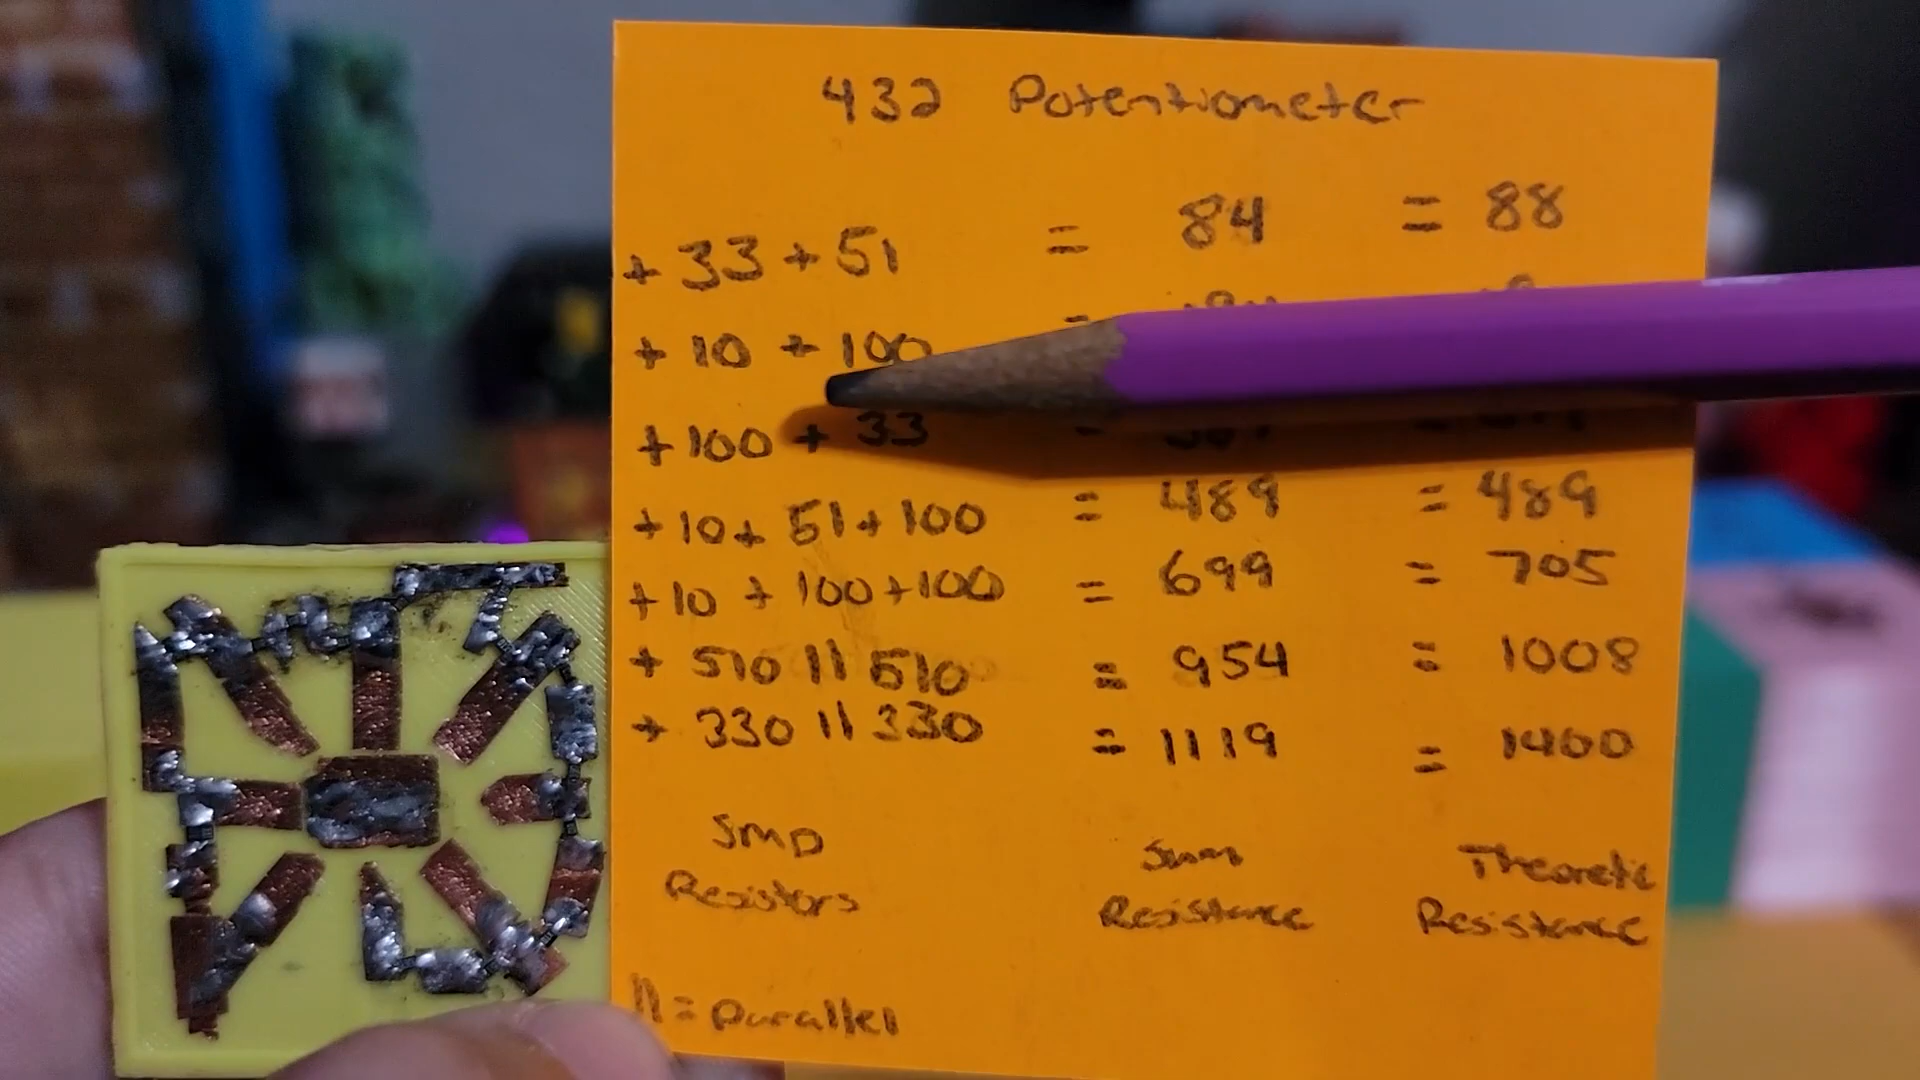 432 Potentiometer
+ 33 + 51 = 84 = 88
+ 10 + 100 =
+ 100 + 33
+ 10 + 51 + 100 = 489 = 489
+ 10 + 100 + 100 = 699 = 705
+ 510 || 510 = 954 = 1008
+ 330 || 330 = 1119 = 1400
SMD Resistors
Sum Resistance
Theoretic Resistance
|| = Parallel